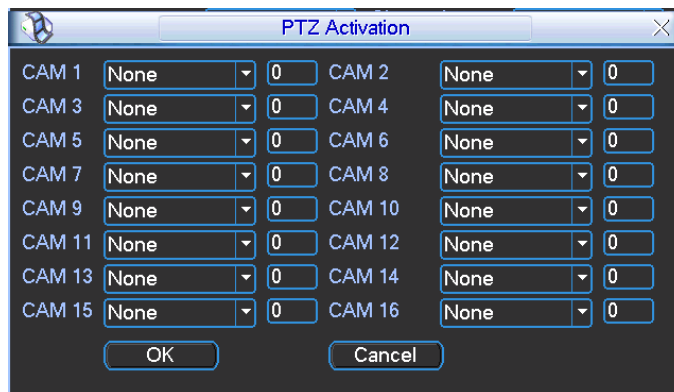 PTZ Activation
CAM 1 None 0 CAM 2 None 0
CAM 3 None 0 CAM 4 None 0
CAM 5 None 0 CAM 6 None 0
CAM 7 None 0 CAM 8 None 0
CAM 9 None 0 CAM 10 None 0
CAM 11 None 0 CAM 12 None 0
CAM 13 None 0 CAM 14 None 0
CAM 15 None 0 CAM 16 None 0
OK Cancel